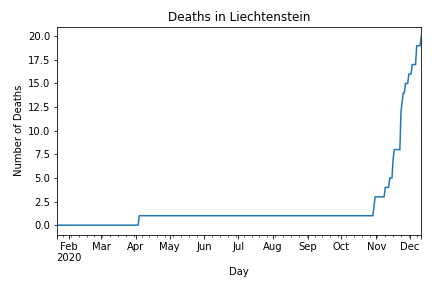 Deaths in Liechtenstein
20.0
17.5
15.0
12.5
10.0
7.5
5.0
2.5
0.0
Number of Deaths
Feb Mar Apr May Jun Jul Aug Sep Oct Nov Dec
2020
Day